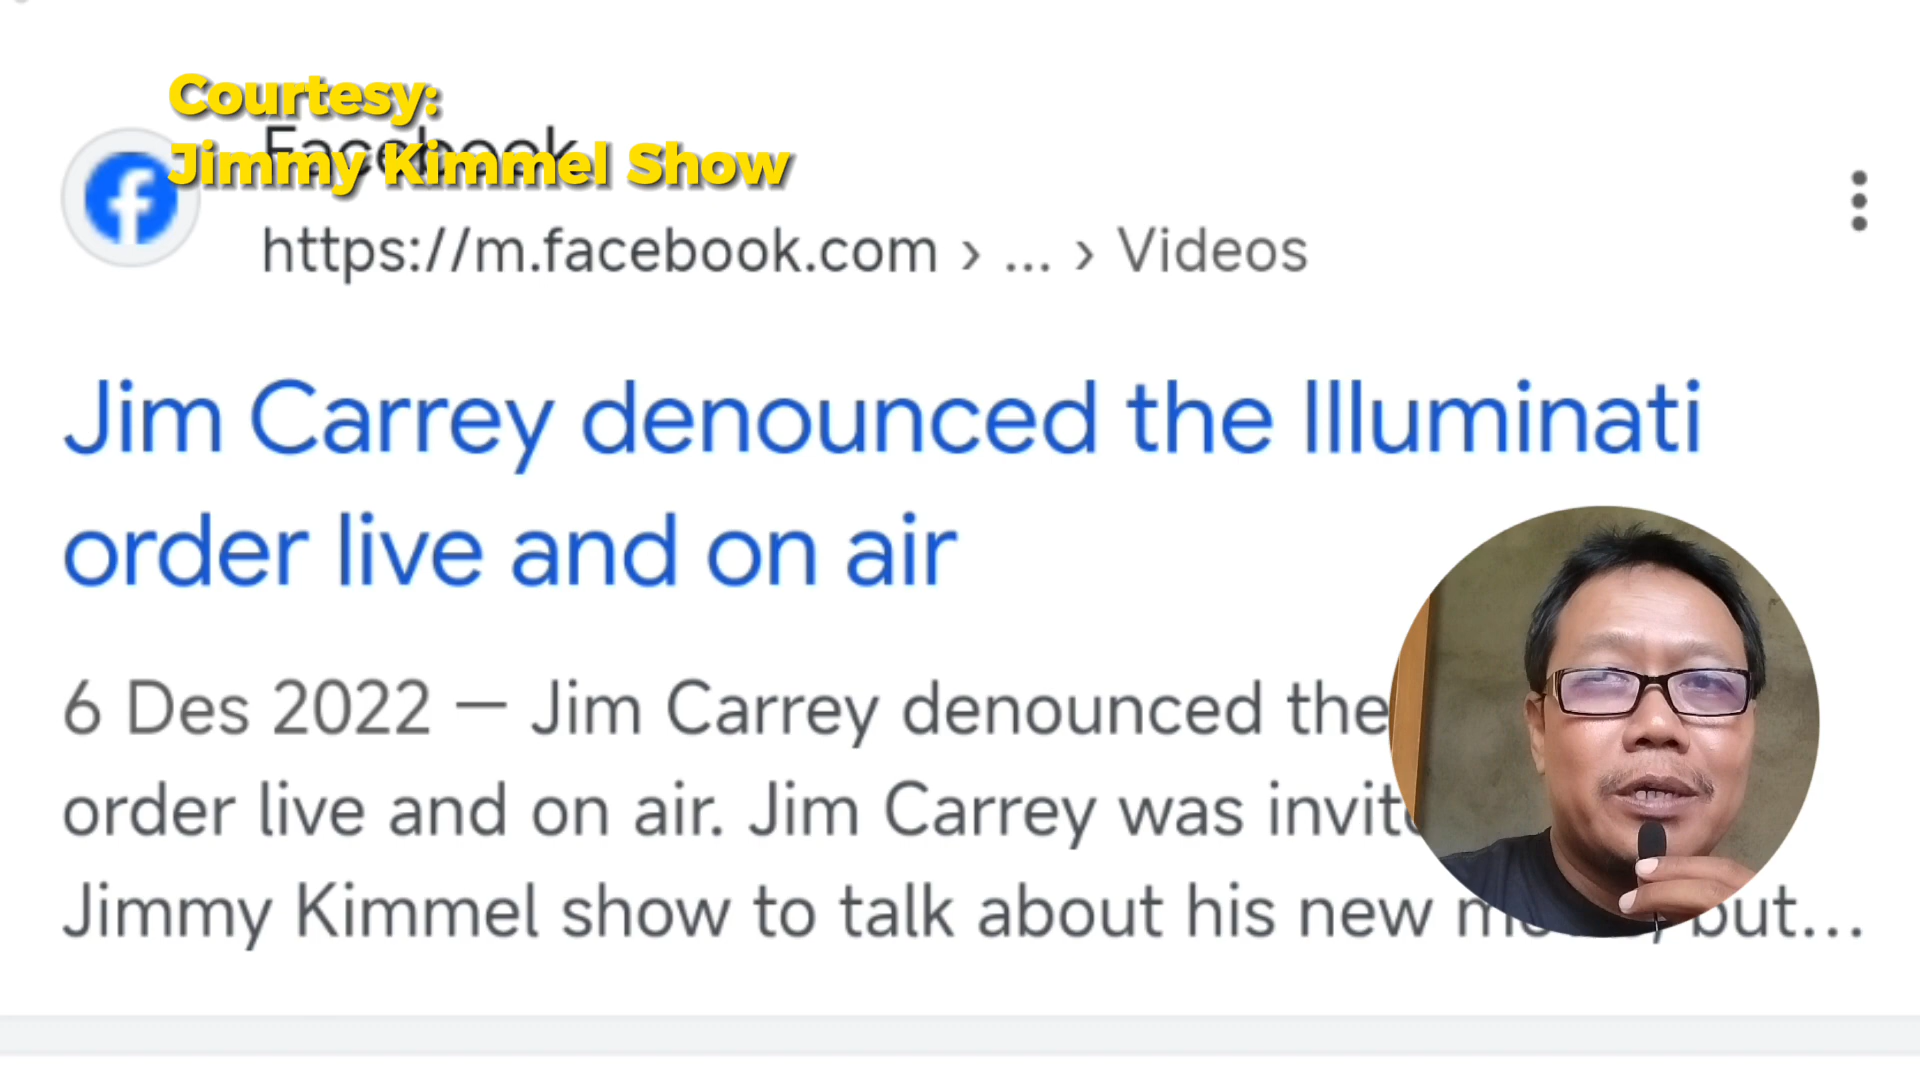 Courtesy:
Facebook
Jimmy Kimmel Show
https://m.facebook.com › ... › Videos
Jim Carrey denounced the Illuminati
order live and on air
6 Des 2022 — Jim Carrey denounced the
order live and on air. Jim Carrey was
Jimmy Kimmel show to talk about his new but...